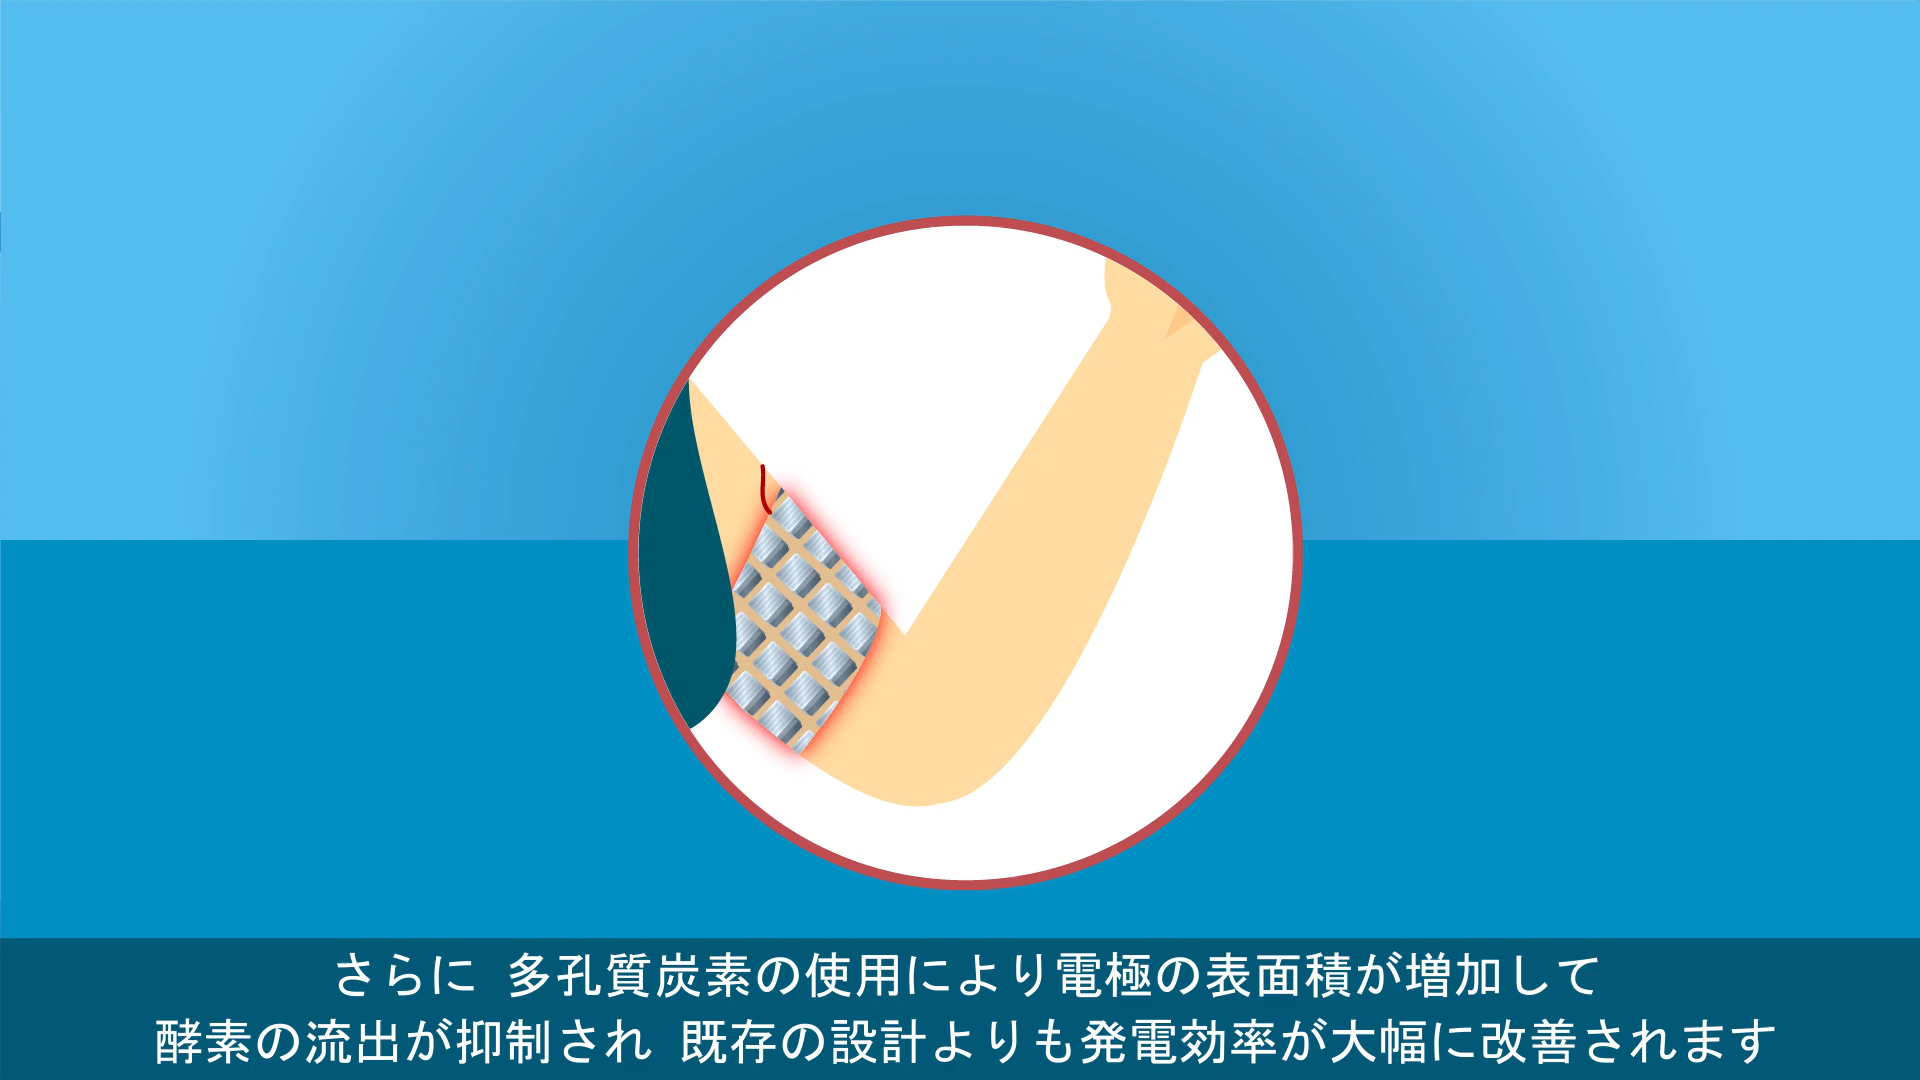 さらに 多孔質炭素の使用により電極の表面積が増加して
酵素の流出が抑制され 既存の設計よりも発電効率が大幅に改善されます